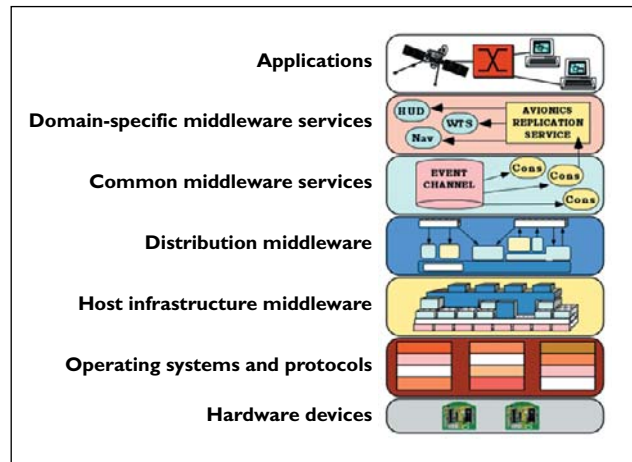 Applications
HUD
WTS
Nav
AVIONICS
REPLICATION
SERVICE
Domain-specific middleware services
EVENT
CHANNEL
Cons
Cons
Cons
Common middleware services
Distribution middleware
Host infrastructure middleware
Operating systems and protocols
Hardware devices